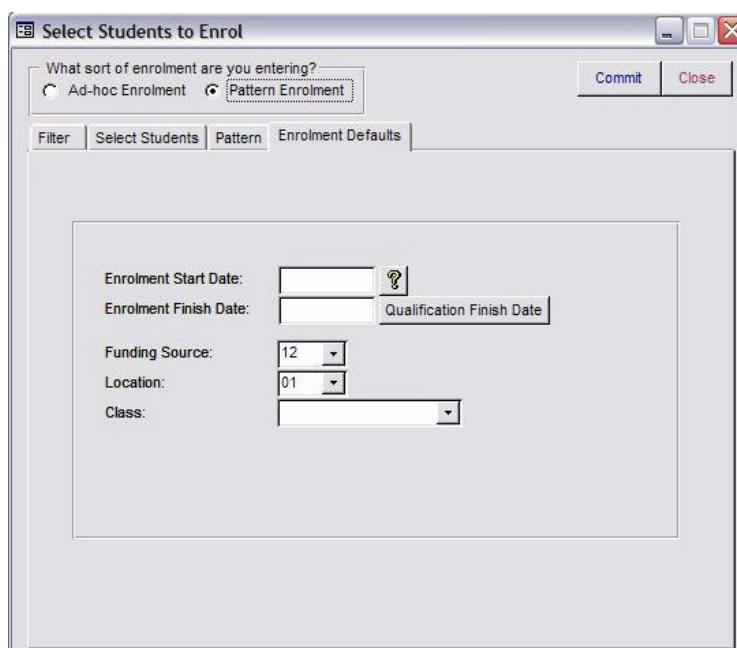 Select Students to Enrol
What sort of enrolment are you entering?
Ad-hoc Enrolment Pattern Enrolment
Commit Close
Filter Select Students Pattern Enrolment Defaults
Enrolment Start Date: ?
Enrolment Finish Date: Qualification Finish Date
Funding Source: 12
Location: 01
Class: